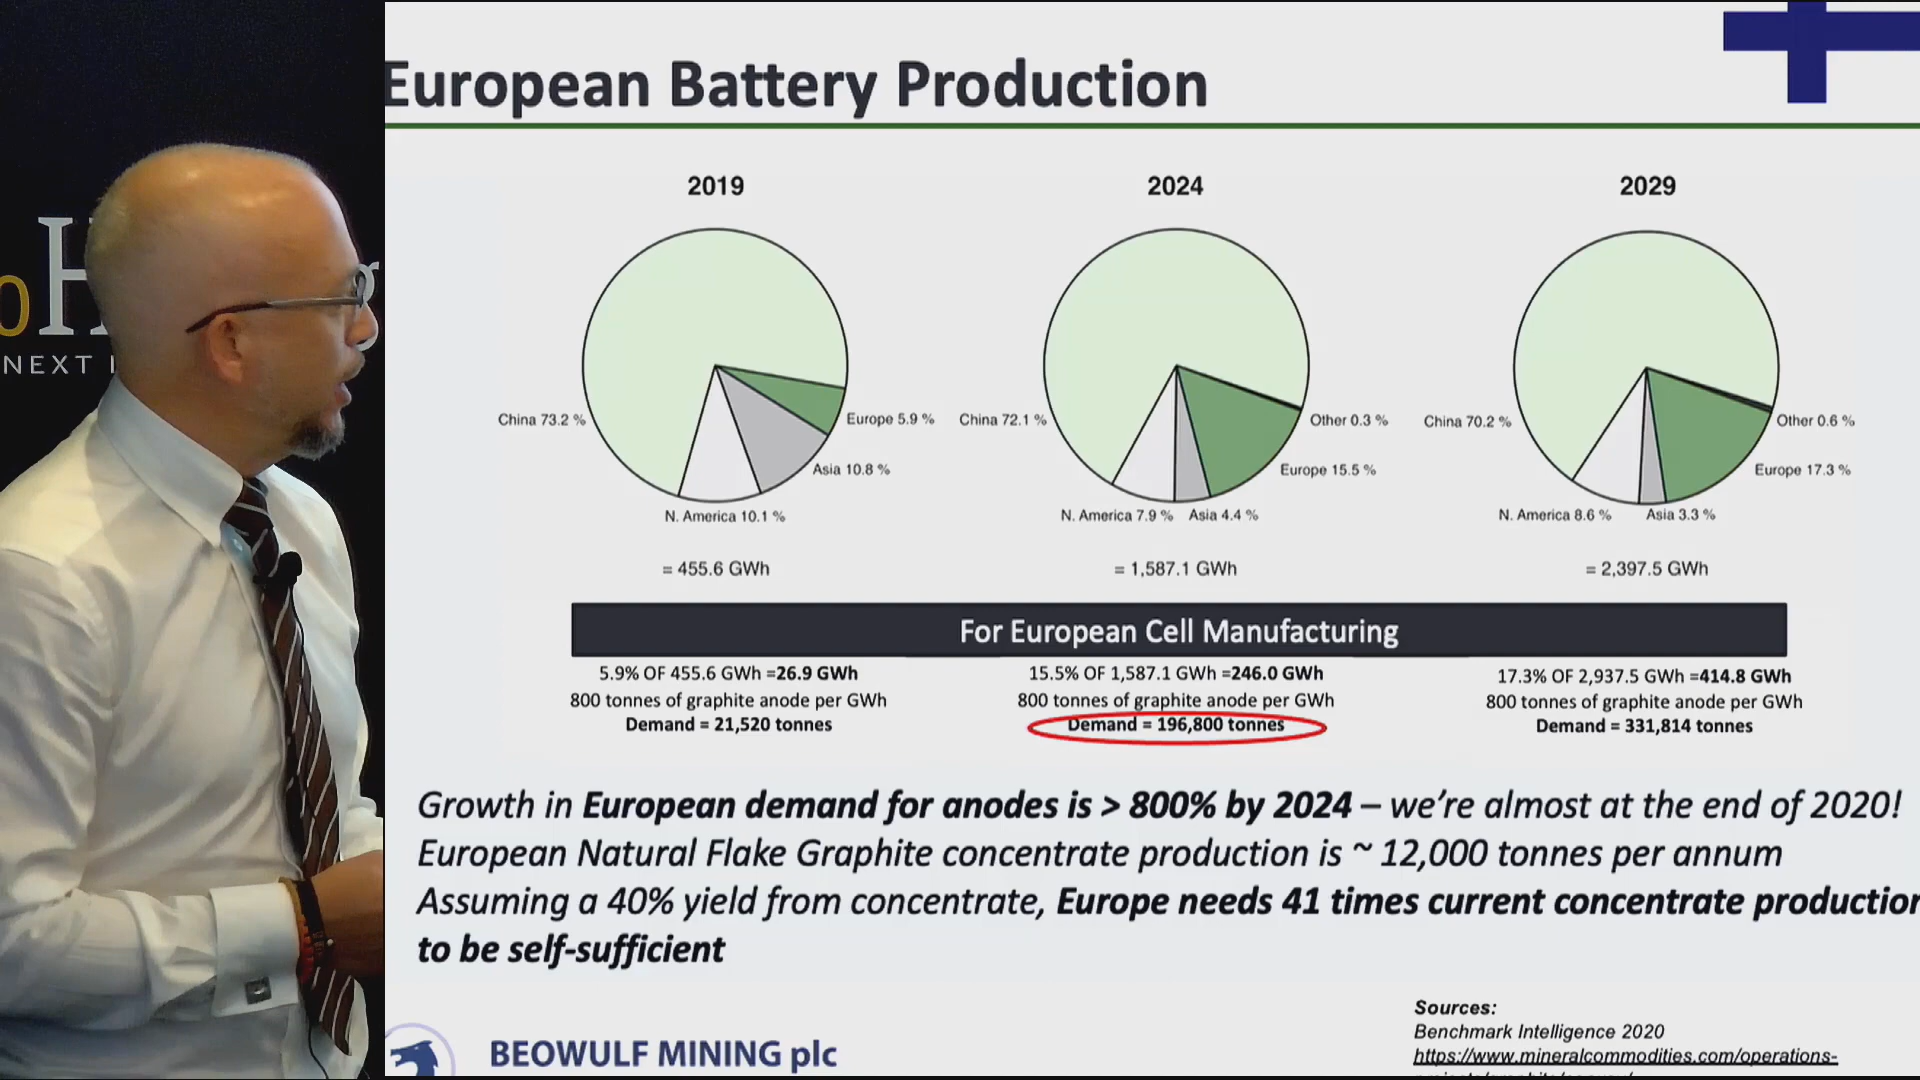 European Battery Production
2019
2024
2029
China 73.2 %
Europe 5.9 %
Asia 10.8 %
N. America 10.1 %
China 72.1 %
Other 0.3 %
Europe 15.5 %
N. America 7.9 %
Asia 4.4 %
China 70.2 %
Other 0.6 %
Europe 17.3 %
N. America 8.6 %
Asia 3.3 %
= 455.6 GWh
= 1,587.1 GWh
= 2,397.5 GWh
For European Cell Manufacturing
5.9% OF 455.6 GWh =26.9 GWh
800 tonnes of graphite anode per GWh
Demand = 21,520 tonnes
15.5% OF 1,587.1 GWh =246.0 GWh
800 tonnes of graphite anode per GWh
Demand = 196,800 tonnes
17.3% OF 2,937.5 GWh =414.8 GWh
800 tonnes of graphite anode per GWh
Demand = 331,814 tonnes
Growth in European demand for anodes is > 800% by 2024 – we’re almost at the end of 2020!
European Natural Flake Graphite concentrate production is ~ 12,000 tonnes per annum
Assuming a 40% yield from concentrate, Europe needs 41 times current concentrate production
to be self-sufficient
Sources:
Benchmark Intelligence 2020
https://www.mineralcommodities.com/operations-
BEOWULF MINING plc
NEXT